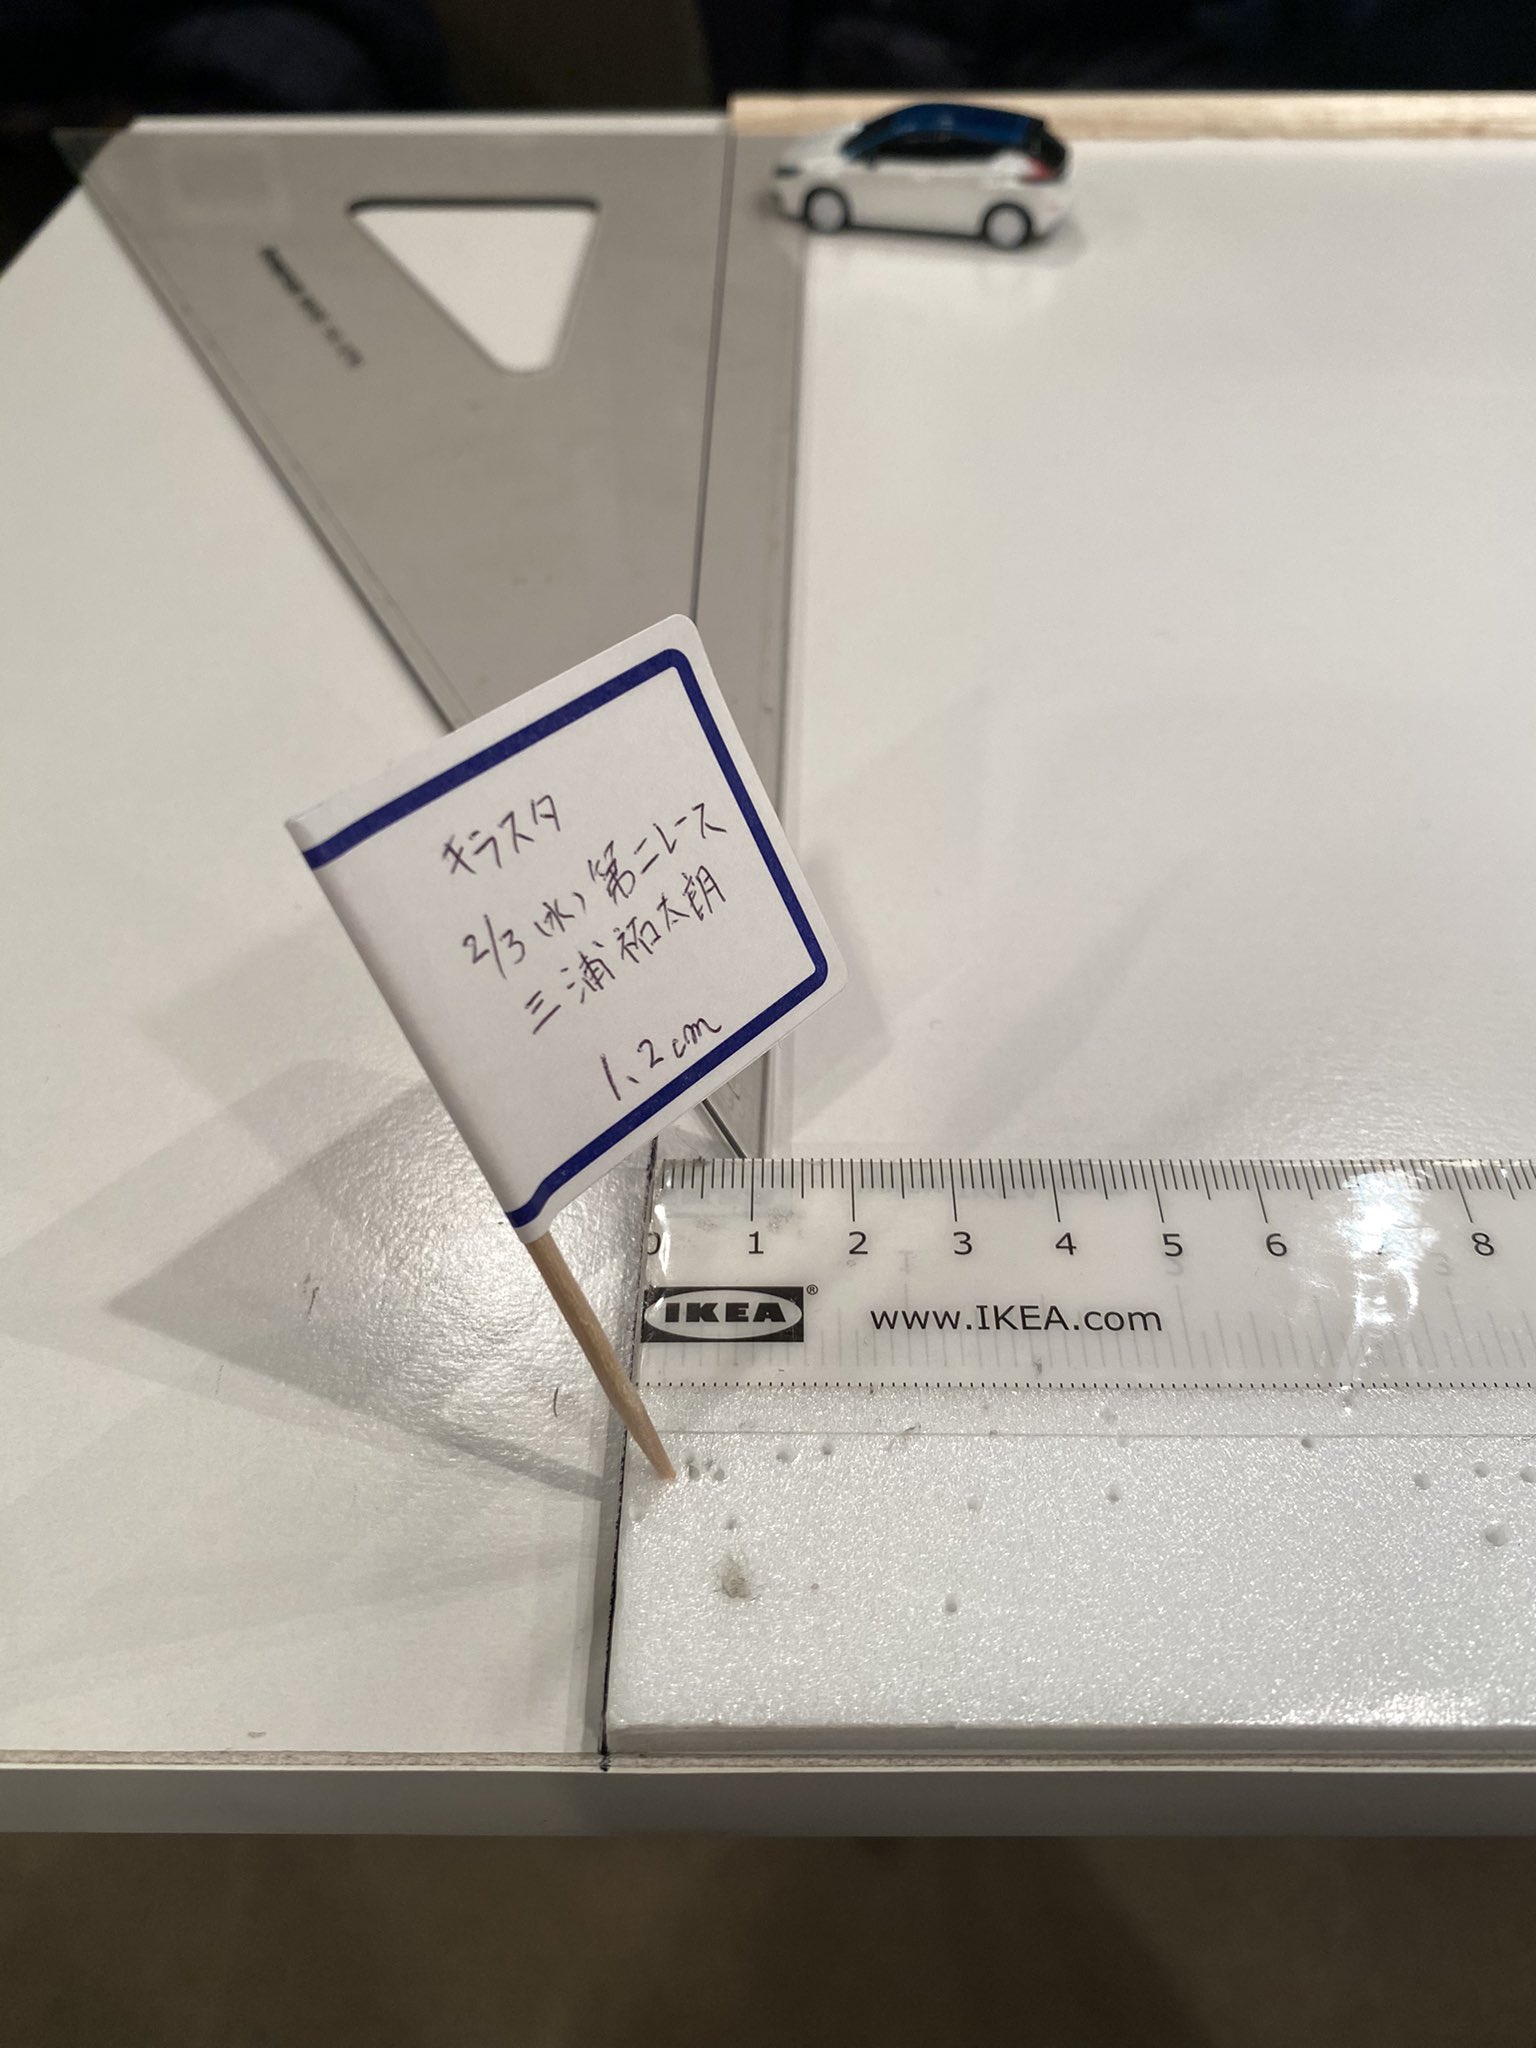 キラスタ
2/3(水)第二レース
三浦祐太朗
1.2cm
0 1 2 3 4 5 6 8
IKEA® www.IKEA.com